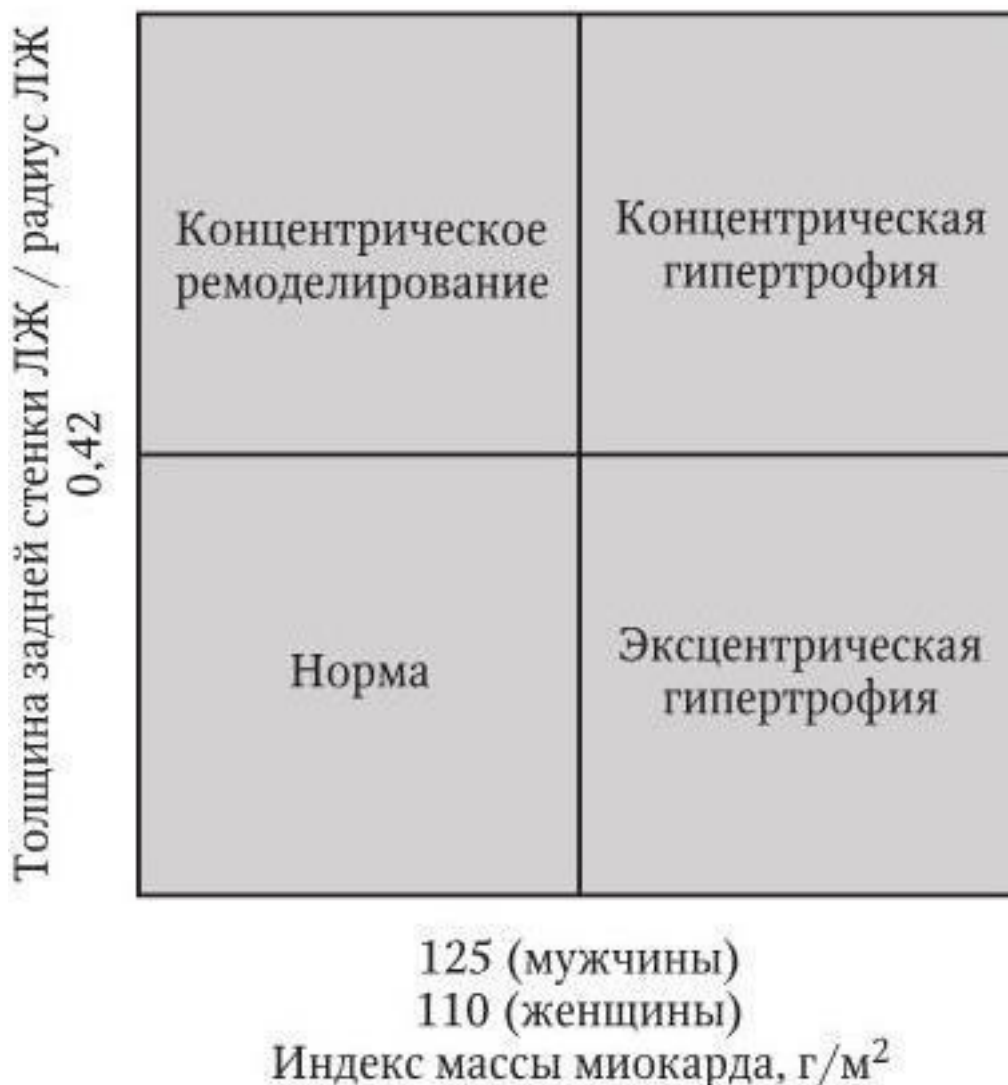 Толщина задней стенки ЛЖ / радиус ЛЖ
0,42
Концентрическое
ремоделирование
Концентрическая
гипертрофия
Норма
Эксцентрическая
гипертрофия
125 (мужчины)
110 (женщины)
Индекс массы миокарда, г/м²